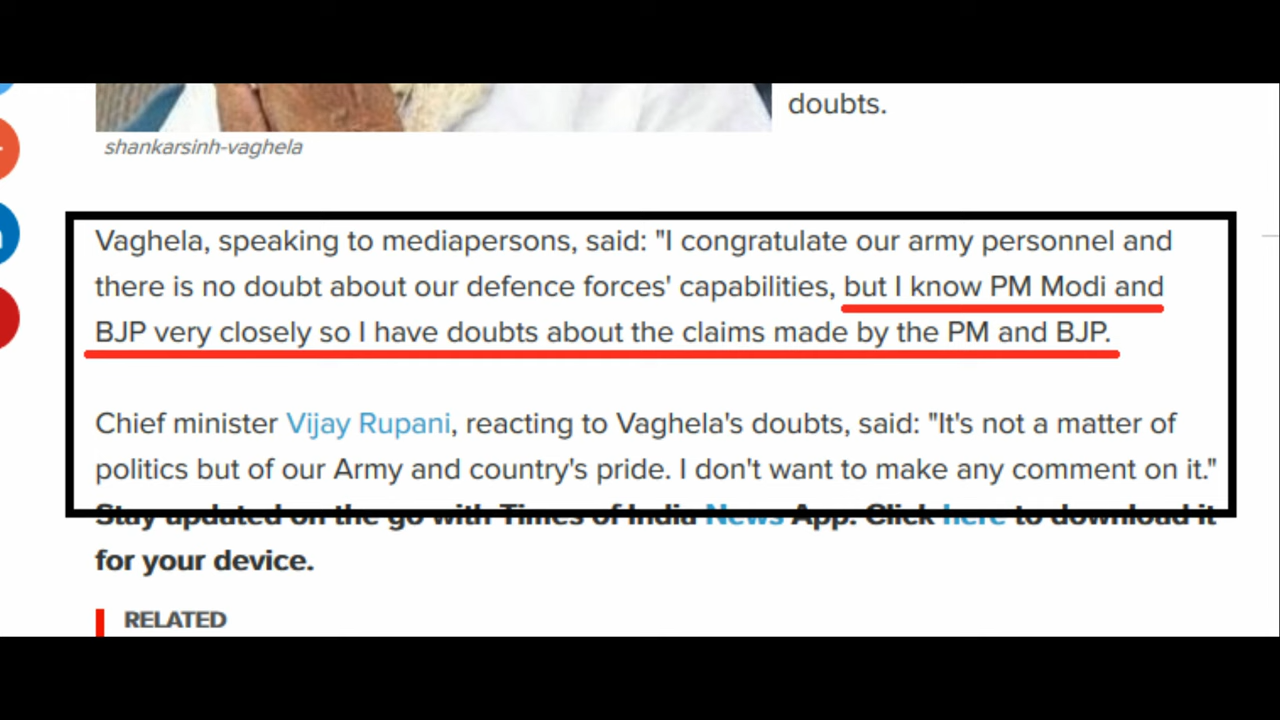 doubts.
shankarsinh-vaghela
Vaghela, speaking to mediapersons, said: "I congratulate our army personnel and
there is no doubt about our defence forces' capabilities, but I know PM Modi and
BJP very closely so I have doubts about the claims made by the PM and BJP.
Chief minister Vijay Rupani, reacting to Vaghela's doubts, said: "It's not a matter of
politics but of our Army and country's pride. I don't want to make any comment on it."
Stay updated on the go with Times of India News App. Click here to download it
for your device.
RELATED